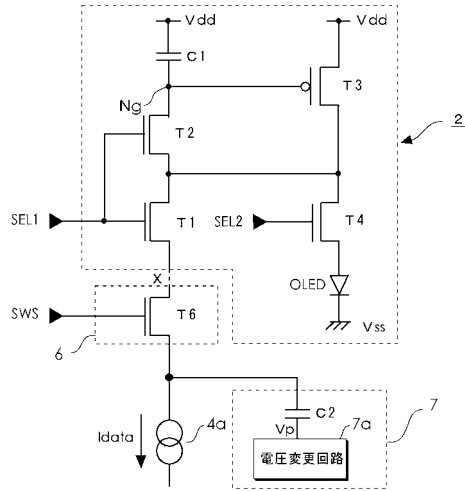 Vdd
Vdd
C1
T3
Ng
T2
2
SEL1
T1
SEL2
T4
X
OLED
SWS
T6
Vss
6
4a
C2
7
Idata
Vp
7a
電圧変更回路